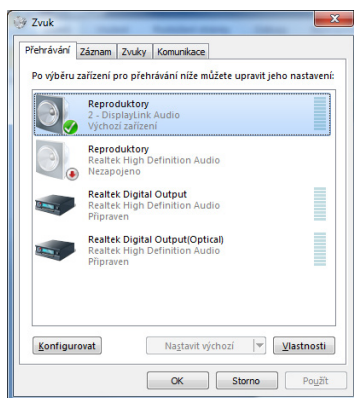 Zvuk
Přehrávání Záznam Zvuky Komunikace
Po výběru zařízení pro přehrávání níže můžete upravit jeho nastavení:
Reproduktory
2 - DisplayLink Audio
Výchozí zařízení
Reproduktory
Realtek High Definition Audio
Nezapojeno
Realtek Digital Output
Realtek High Definition Audio
Připraven
Realtek Digital Output(Optical)
Realtek High Definition Audio
Připraven
Konfigurovat Nastavit výchozí Vlastnosti
OK Storno Použít